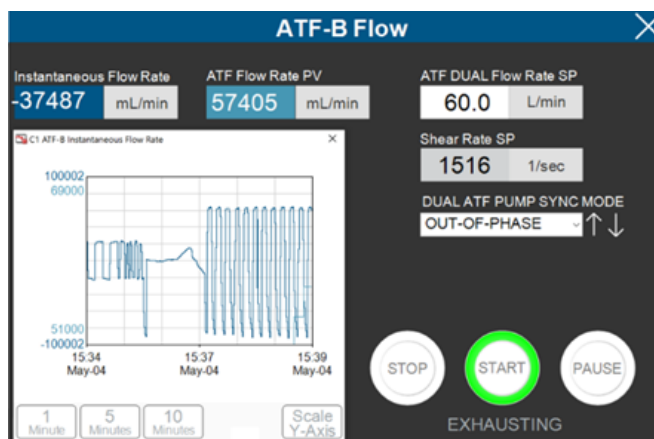 ATF-B Flow
Instantaneous Flow Rate
-37487 mL/min
ATF Flow Rate PV
57405 mL/min
ATF DUAL Flow Rate SP
60.0 L/min
Shear Rate SP
1516 1/sec
DUAL ATF PUMP SYNC MODE
OUT-OF-PHASE
C1 ATF-B Instantaneous Flow Rate
100002
69000
51000
-100002
15:34 15:37 15:39
May-04 May-04 May-04
1 5 10 Scale
Minute Minutes Minutes Y-Axis
STOP START PAUSE
EXHAUSTING